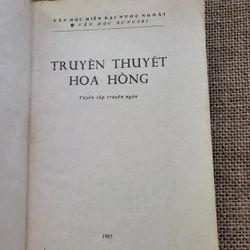 VĂN HỌC HIỆN ĐẠI NƯỚC NGOÀI
VĂN HỌC BUNGARI
TRUYỀN THUYẾT
HOA HỒNG
Tuyển tập truyện ngắn
1985